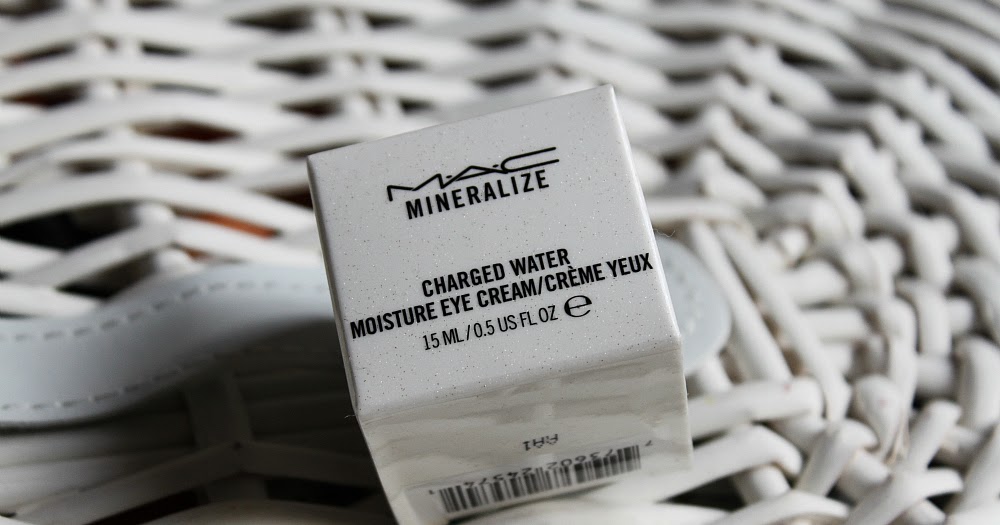 M·A·C
MINERALIZE
CHARGED WATER
MOISTURE EYE CREAM/CRÈME YEUX
15 ML / 0.5 US FL OZ ℮